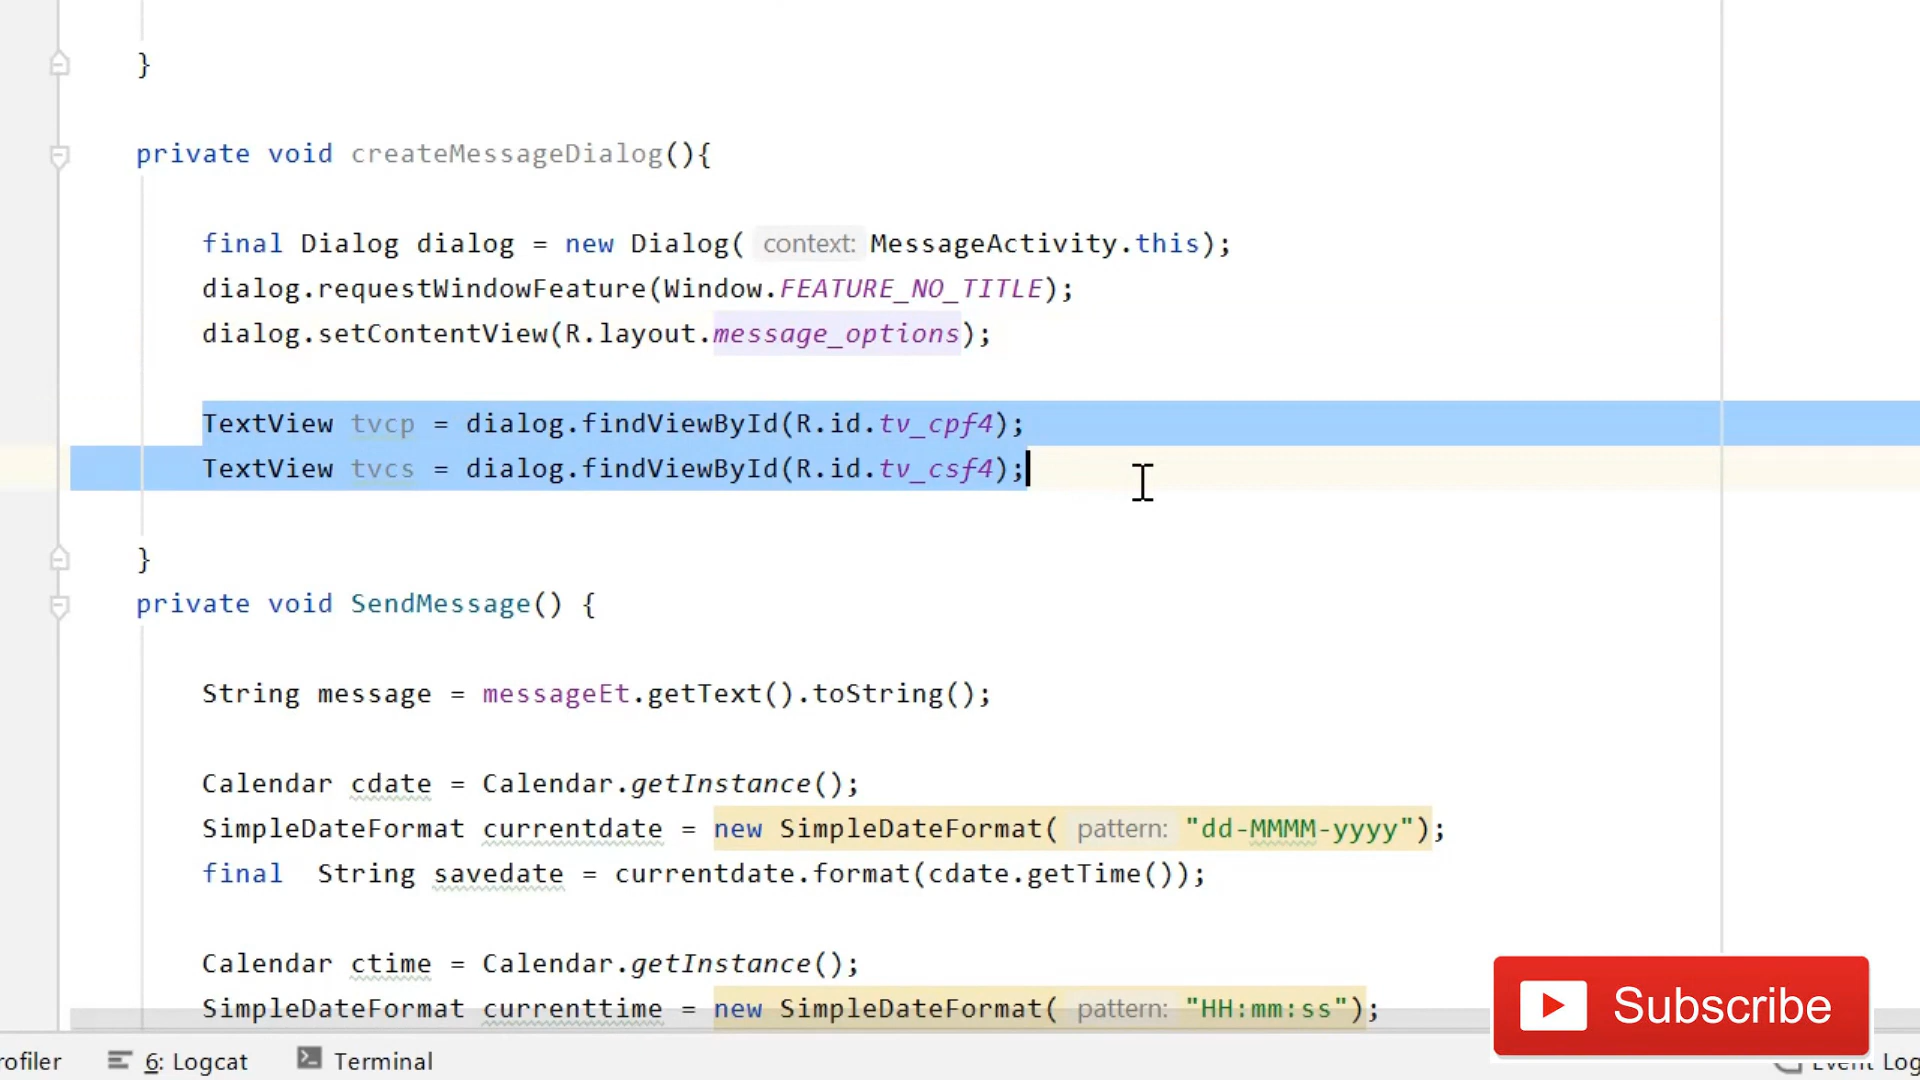 }
private void createMessageDialog(){
final Dialog dialog = new Dialog( context: MessageActivity.this);
dialog.requestWindowFeature(Window.FEATURE_NO_TITLE);
dialog.setContentView(R.layout.message_options);
TextView tvcp = dialog.findViewById(R.id.tv_cpf4);
TextView tvcs = dialog.findViewById(R.id.tv_csf4);
}
private void SendMessage() {
String message = messageEt.getText().toString();
Calendar cdate = Calendar.getInstance();
SimpleDateFormat currentdate = new SimpleDateFormat( pattern: "dd-MMMM-yyyy");
final  String savedate = currentdate.format(cdate.getTime());
Calendar ctime = Calendar.getInstance();
SimpleDateFormat currenttime = new SimpleDateFormat( pattern: "HH:mm:ss");
Subscribe
rofiler 6: Logcat Terminal Event Log